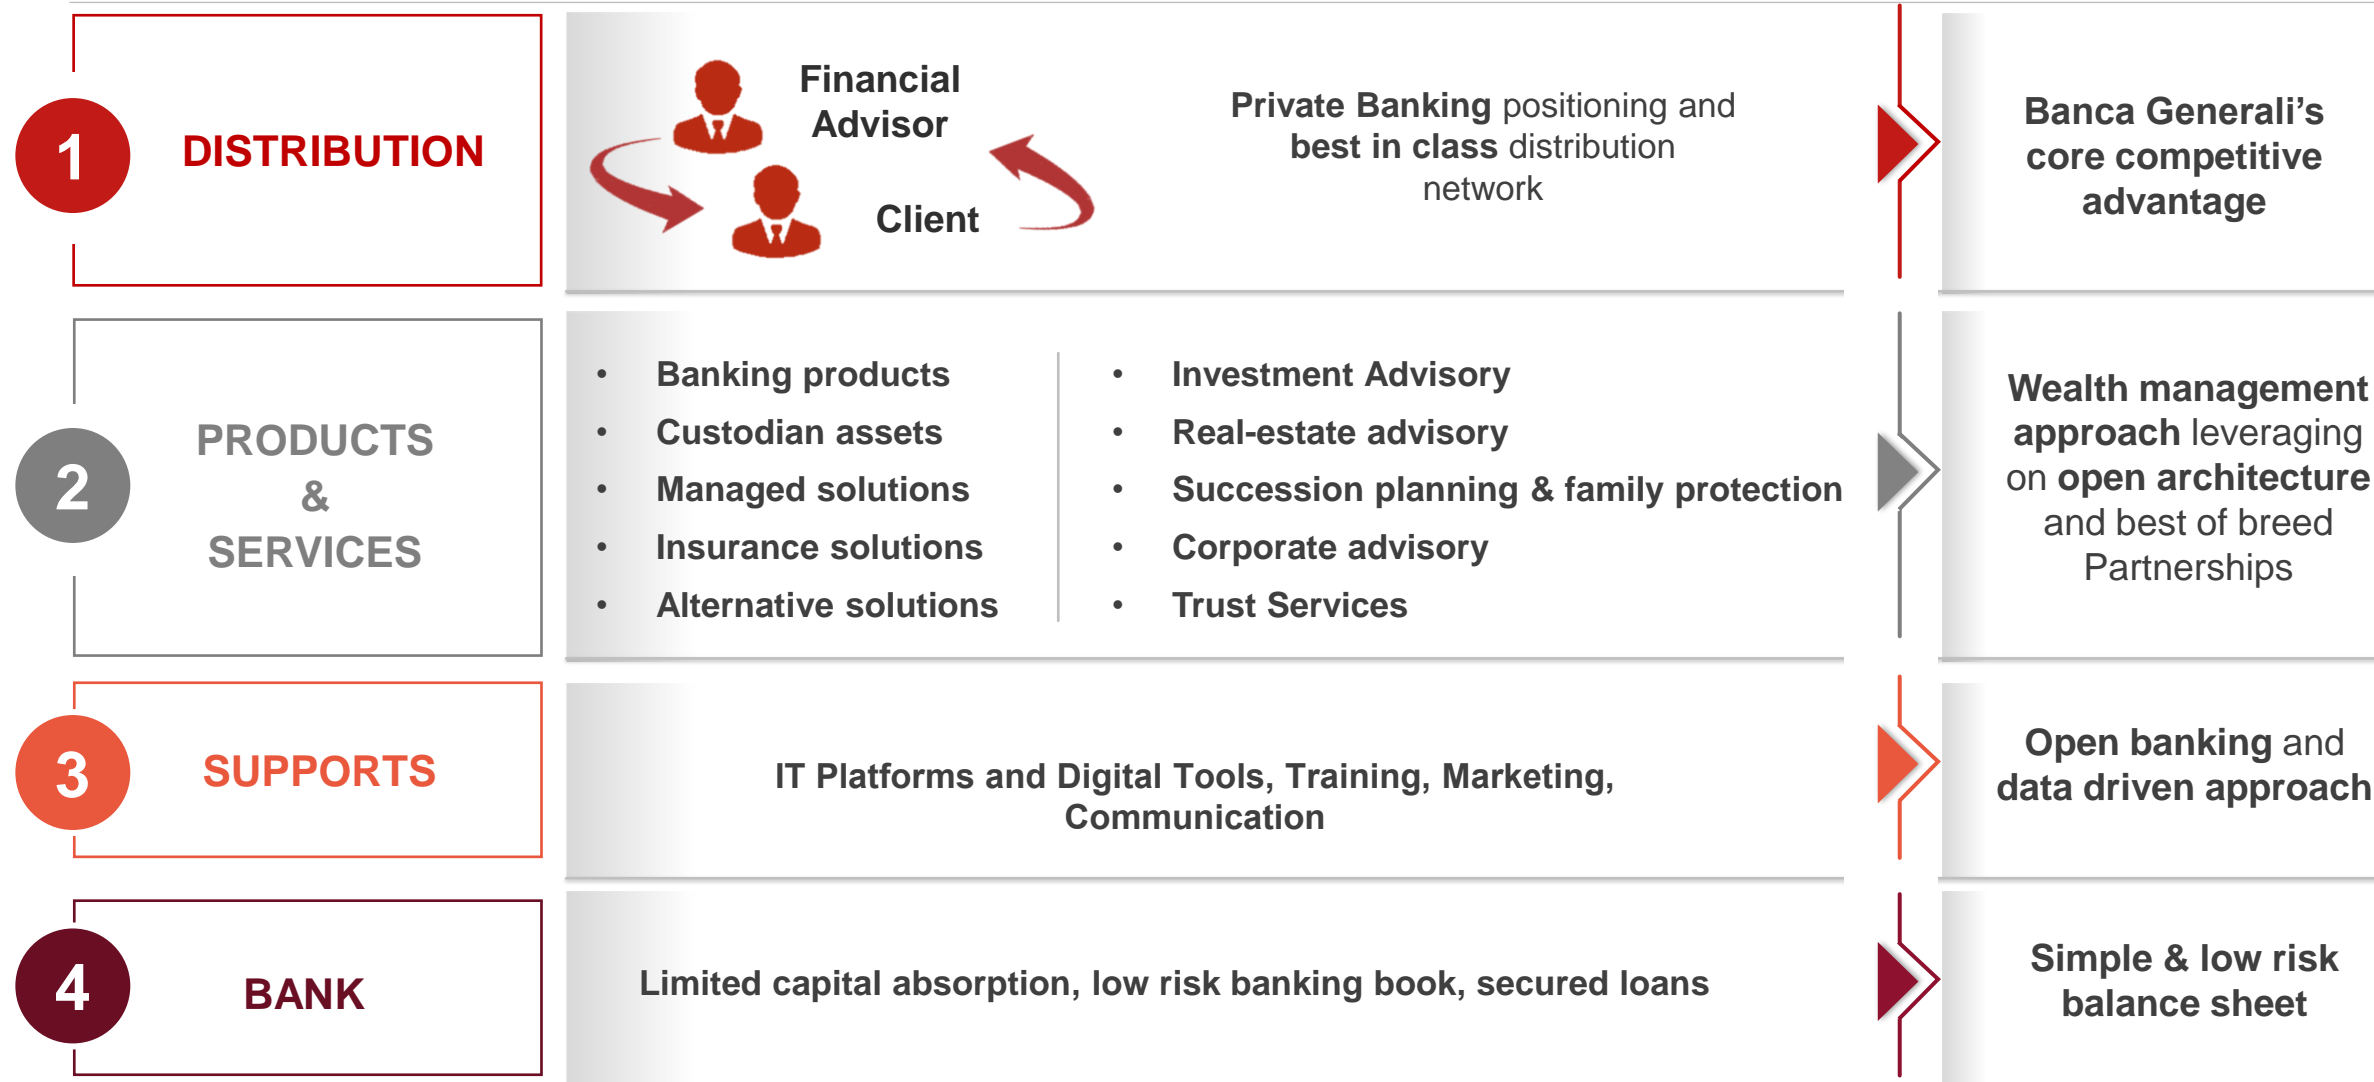 1
DISTRIBUTION
Financial
Advisor
Client
Private Banking positioning and
best in class distribution
network
Banca Generali’s
core competitive
advantage
2
PRODUCTS
&
SERVICES
• Banking products
• Custodian assets
• Managed solutions
• Insurance solutions
• Alternative solutions
• Investment Advisory
• Real-estate advisory
• Succession planning & family protection
• Corporate advisory
• Trust Services
Wealth management
approach leveraging
on open architecture
and best of breed
Partnerships
3
SUPPORTS
IT Platforms and Digital Tools, Training, Marketing,
Communication
Open banking and
data driven approach
4
BANK
Limited capital absorption, low risk banking book, secured loans
Simple & low risk
balance sheet